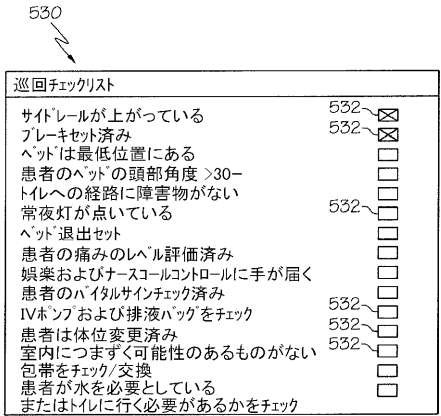 530
巡回チェックリスト
サイドレールが上がっている 532
ブレーキセット済み 532
ベッドは最低位置にある
患者のベッドの頭部角度 >30−
トイレへの経路に障害物がない
常夜灯が点いている 532
ベッド退出セット
患者の痛みのレベル評価済み
娯楽およびナースコールコントロールに手が届く
患者のバイタルサインチェック済み
IVポンプおよび排液バッグをチェック 532
患者は体位変更済み 532
室内につまずく可能性のあるものがない 532
包帯をチェック/交換
患者が水を必要としている
またはトイレに行く必要があるかをチェック